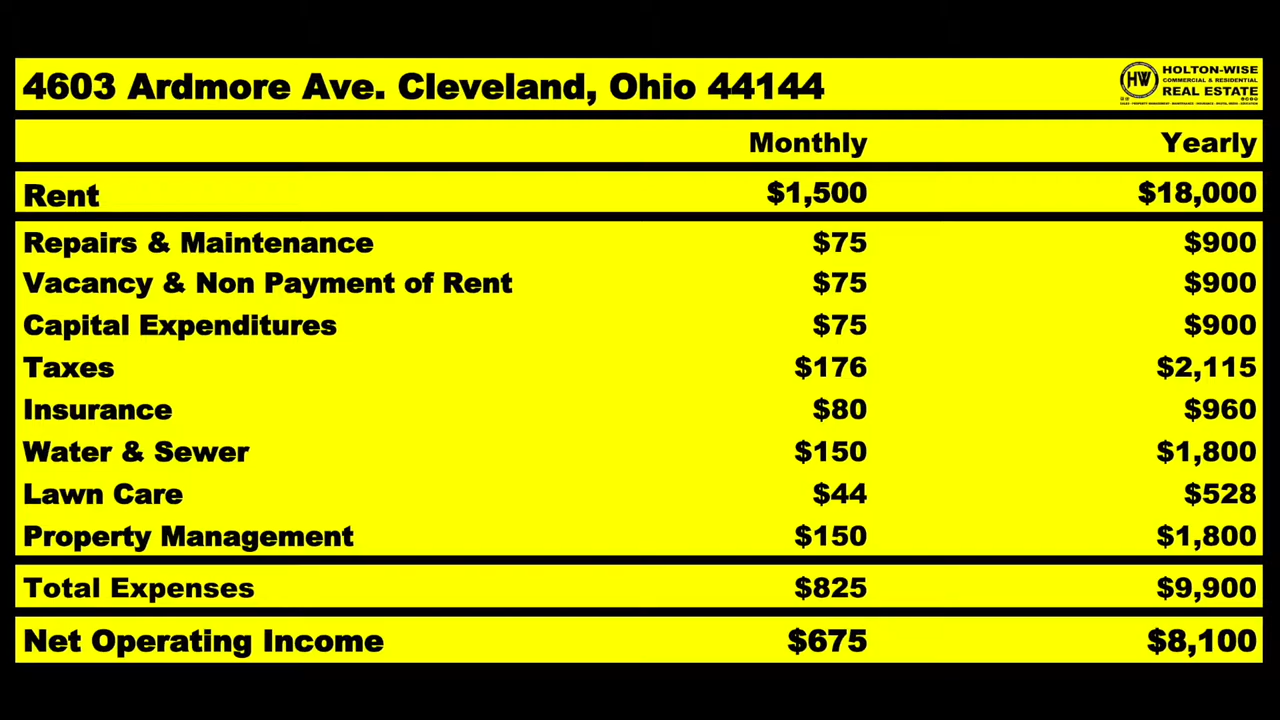 4603 Ardmore Ave. Cleveland, Ohio 44144
HW
HOLTON-WISE
COMMERCIAL & RESIDENTIAL
REAL ESTATE
Monthly Yearly
Rent $1,500 $18,000
Repairs & Maintenance $75 $900
Vacancy & Non Payment of Rent $75 $900
Capital Expenditures $75 $900
Taxes $176 $2,115
Insurance $80 $960
Water & Sewer $150 $1,800
Lawn Care $44 $528
Property Management $150 $1,800
Total Expenses $825 $9,900
Net Operating Income $675 $8,100